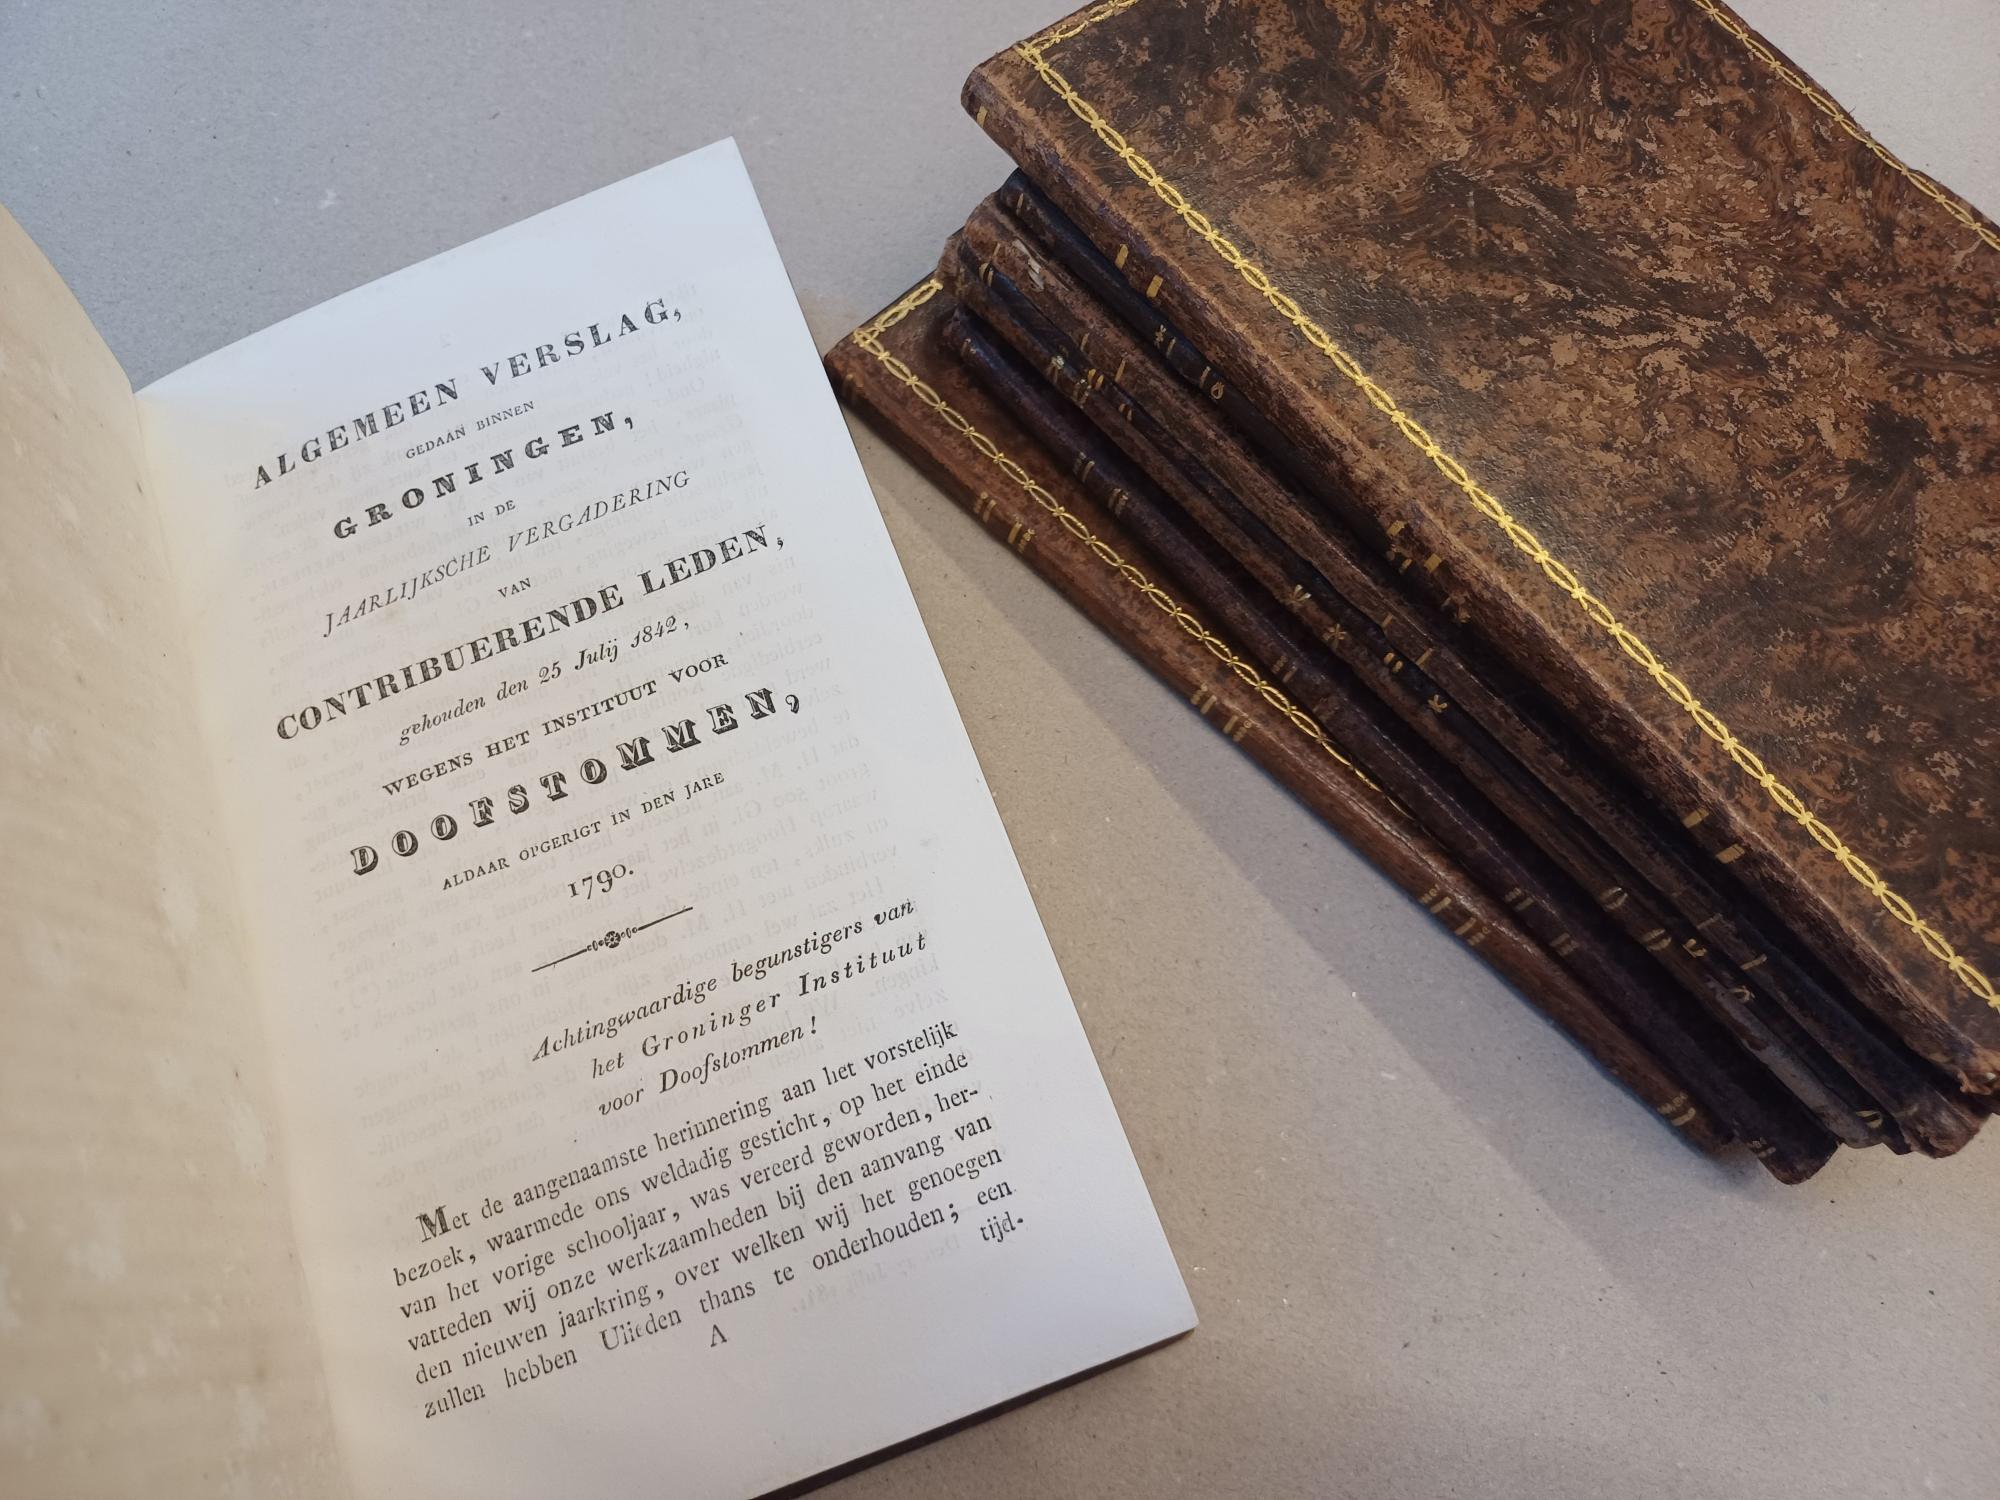 ALGEMEEN VERSLAG,
GEDAAN BINNEN
GRONINGEN,
IN DE
JAARLIJKSCHE VERGADERING
VAN
CONTRIBUERENDE LEDEN,
gehouden den 25 Julij 1842,
WEGENS HET INSTITUUT VOOR
DOOFSTOMMEN,
ALDAAR OPGERIGT IN DEN JARE
1790.
Achtingwaardige begunstigers van
het Groninger Instituut
voor Doofstommen!
Met de aangenaamste herinnering aan het vorstelijk
bezoek, waarmede ons weldadig gesticht, op het einde
van het vorige schooljaar, was vereerd geworden, her-
vatteden wij onze werkzaamheden bij den aanvang van
den nieuwen jaarkring, over welken wij het genoegen
zullen hebben Ulieden thans te onderhouden; een
A
tijd-